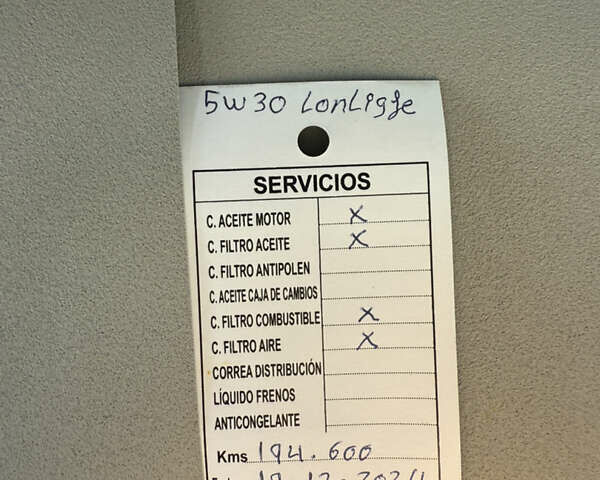 5W30 LonLigfe
SERVICIOS
C. ACEITE MOTOR X
C. FILTRO ACEITE X
C. FILTRO ANTIPOLEN
C. ACEITE CAJA DE CAMBIOS
C. FILTRO COMBUSTIBLE X
C. FILTRO AIRE X
CORREA DISTRIBUCIÓN
LÍQUIDO FRENOS
ANTICONGELANTE
Kms 194.600